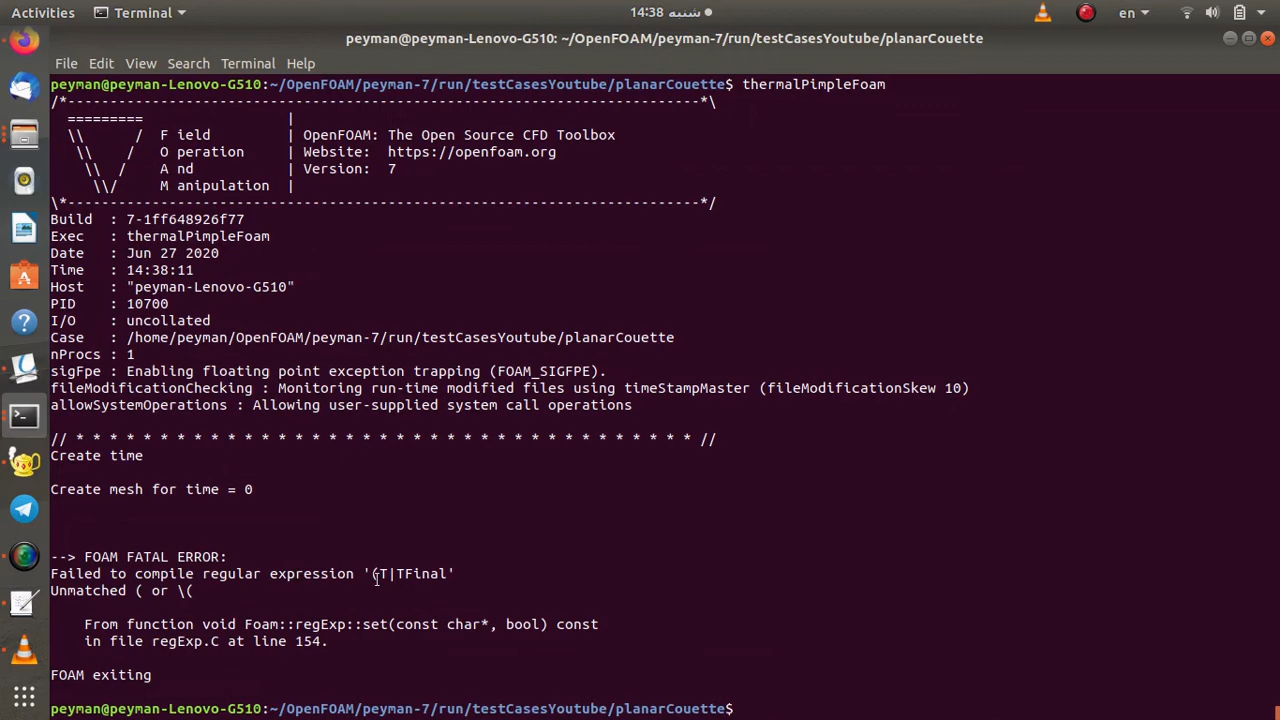 Activities Terminal شنبه 14:38 en
peyman@peyman-Lenovo-G510: ~/OpenFOAM/peyman-7/run/testCasesYoutube/planarCouette
File Edit View Search Terminal Help
peyman@peyman-Lenovo-G510:~/OpenFOAM/peyman-7/run/testCasesYoutube/planarCouette$ thermalPimpleFoam
/*---------------------------------------------------------------------------*\
  =========                 |
  \\      /  F ield         | OpenFOAM: The Open Source CFD Toolbox
   \\    /   O peration     | Website:  https://openfoam.org
    \\  /    A nd           | Version:  7
     \\/     M anipulation  |
\*---------------------------------------------------------------------------*/
Build  : 7-1ff648926f77
Exec   : thermalPimpleFoam
Date   : Jun 27 2020
Time   : 14:38:11
Host   : "peyman-Lenovo-G510"
PID    : 10700
I/O    : uncollated
Case   : /home/peyman/OpenFOAM/peyman-7/run/testCasesYoutube/planarCouette
nProcs : 1
sigFpe : Enabling floating point exception trapping (FOAM_SIGFPE).
fileModificationChecking : Monitoring run-time modified files using timeStampMaster (fileModificationSkew 10)
allowSystemOperations : Allowing user-supplied system call operations
// * * * * * * * * * * * * * * * * * * * * * * * * * * * * * * * * * * * * * //
Create time
Create mesh for time = 0
--> FOAM FATAL ERROR:
Failed to compile regular expression '(T|TFinal'
Unmatched ( or \(
    From function void Foam::regExp::set(const char*, bool) const
    in file regExp.C at line 154.
FOAM exiting
peyman@peyman-Lenovo-G510:~/OpenFOAM/peyman-7/run/testCasesYoutube/planarCouette$